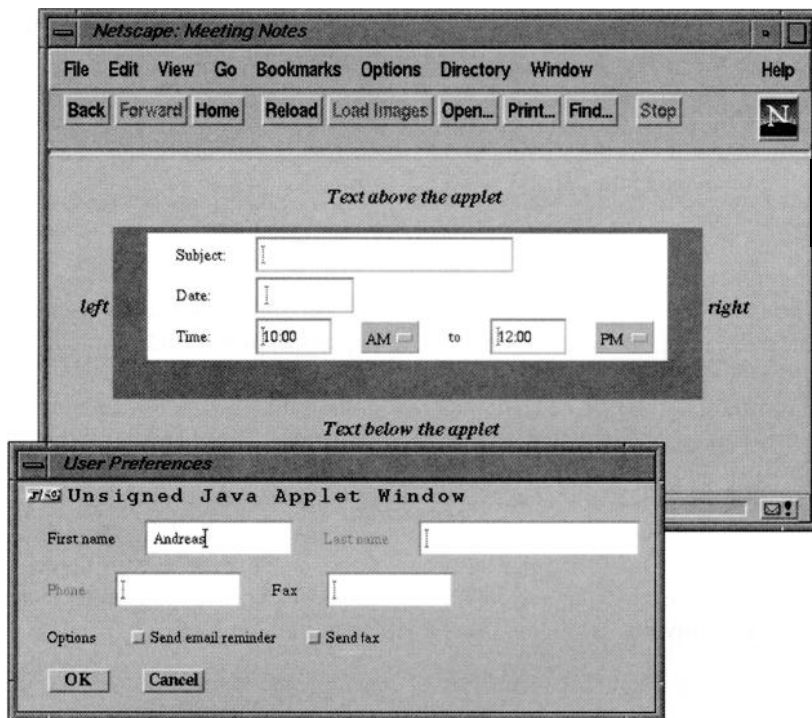 Netscape: Meeting Notes
File Edit View Go Bookmarks Options Directory Window Help
Back Forward Home Reload Load Images Open... Print... Find... Stop N
Text above the applet
Subject:
left Date: right
Time: 10:00 AM to 12:00 PM
Text below the applet
User Preferences
Unsigned Java Applet Window
First name Andreas Last name
Phone Fax
Options Send email reminder Send fax
OK Cancel